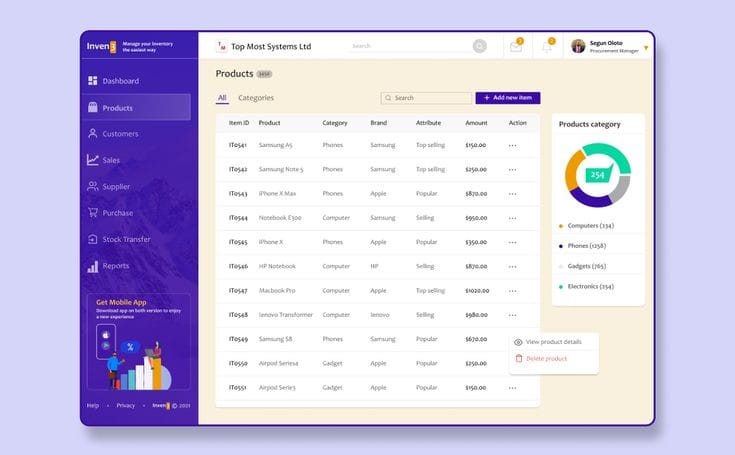 Inven3
Manage your inventory
the easiest way
TM
Top Most Systems Ltd
Search
Segun Oloto
Procurement Manager
Dashboard
Products
Customers
Sales
Supplier
Purchase
Stock Transfer
Reports
Get Mobile App
Download app on both version to enjoy
a new experience
%
Help • Privacy • Inven3 © 2021
Products
All Categories
Search
+ Add new item
Item ID Product Category Brand Attribute Amount Action
IT0541 Samsung A5 Phones Samsung Top selling $150.00 ...
IT0542 Samsung Note 5 Phones Samsung Top selling $250.00 ...
IT0543 iPhone X Max Phones Apple Popular $870.00 ...
IT0544 Notebook E300 Computer Samsung Selling $950.00 ...
IT0545 iPhone X Phones Apple Popular $350.00 ...
IT0546 HP Notebook Computer HP Selling $870.00 ...
IT0547 Macbook Pro Computer Apple Top selling $1020.00 ...
IT0548 lenovo Transformer Computer lenovo Selling $980.00 ...
IT0549 Samsung S8 Phones Samsung Popular $670.00
IT0550 Airpod Series4 Gadget Apple Popular $250.00
IT0551 Airpod Serie3 Gadget Apple Popular $150.00 ...
View product details
Delete product
Products category
254
Computers (234)
Phones (1258)
Gadgets (765)
Electronics (254)